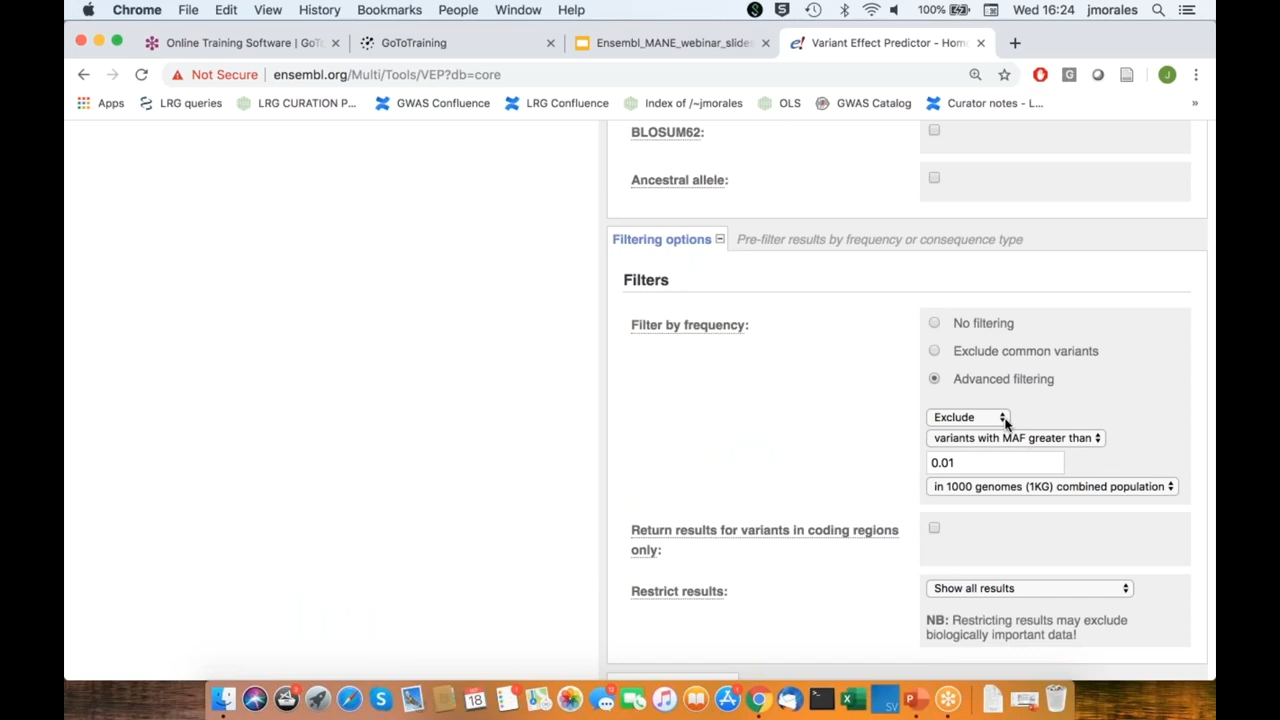 Chrome File Edit View History Bookmarks People Window Help 100% Wed 16:24 jmorales
Online Training Software | GoTo GoToTraining Ensembl_MANE_webinar_slides Variant Effect Predictor - Home
Not Secure | ensembl.org/Multi/Tools/VEP?db=core J
Apps LRG queries LRG CURATION P... GWAS Confluence LRG Confluence Index of /~jmorales OLS GWAS Catalog Curator notes - L... »
BLOSUM62:
Ancestral allele:
Filtering options Pre-filter results by frequency or consequence type
Filters
Filter by frequency:
No filtering
Exclude common variants
Advanced filtering
Exclude
variants with MAF greater than
0.01
in 1000 genomes (1KG) combined population
Return results for variants in coding regions
only:
Restrict results:
Show all results
NB: Restricting results may exclude
biologically important data!